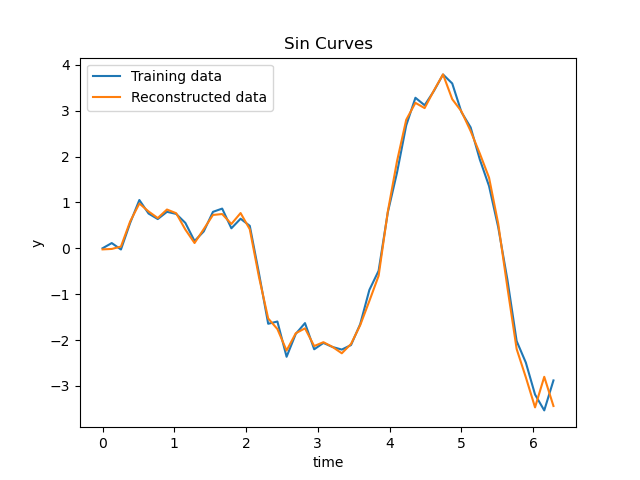 Sin Curves
Training data
Reconstructed data
y
4
3
2
1
0
−1
−2
−3
0 1 2 3 4 5 6
time